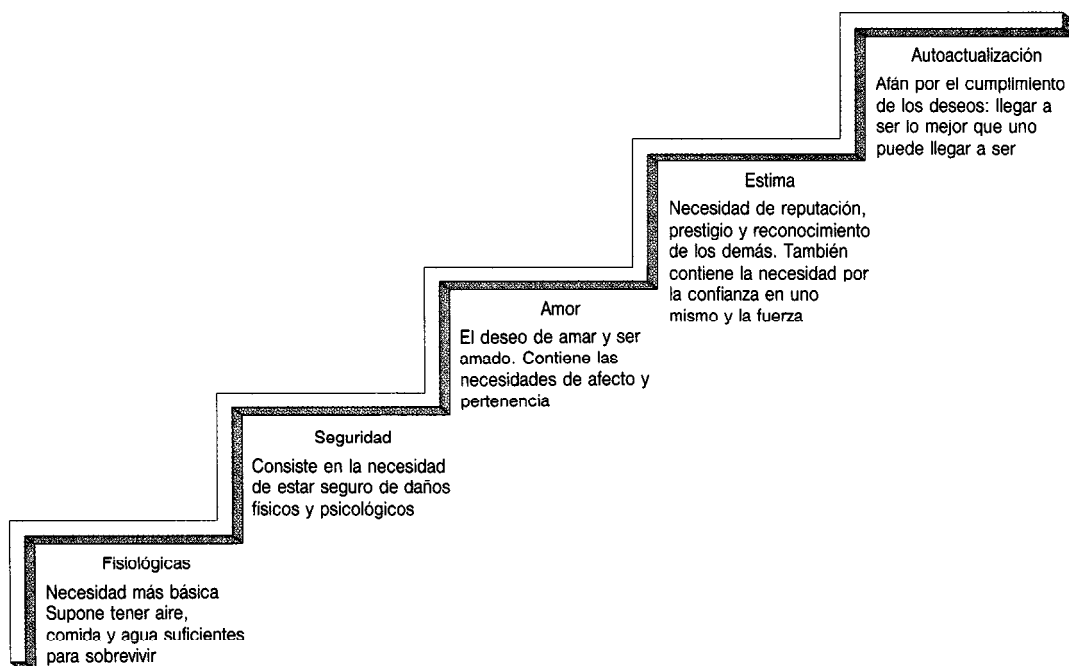 Autoactualización
Afán por el cumplimiento
de los deseos: llegar a
ser lo mejor que uno
puede llegar a ser
Estima
Necesidad de reputación,
prestigio y reconocimiento
de los demás. También
contiene la necesidad por
la confianza en uno
mismo y la fuerza
Amor
El deseo de amar y ser
amado. Contiene las
necesidades de afecto y
pertenencia
Seguridad
Consiste en la necesidad
de estar seguro de daños
físicos y psicológicos
Fisiológicas
Necesidad más básica
Supone tener aire,
comida y agua suficientes
para sobrevivir